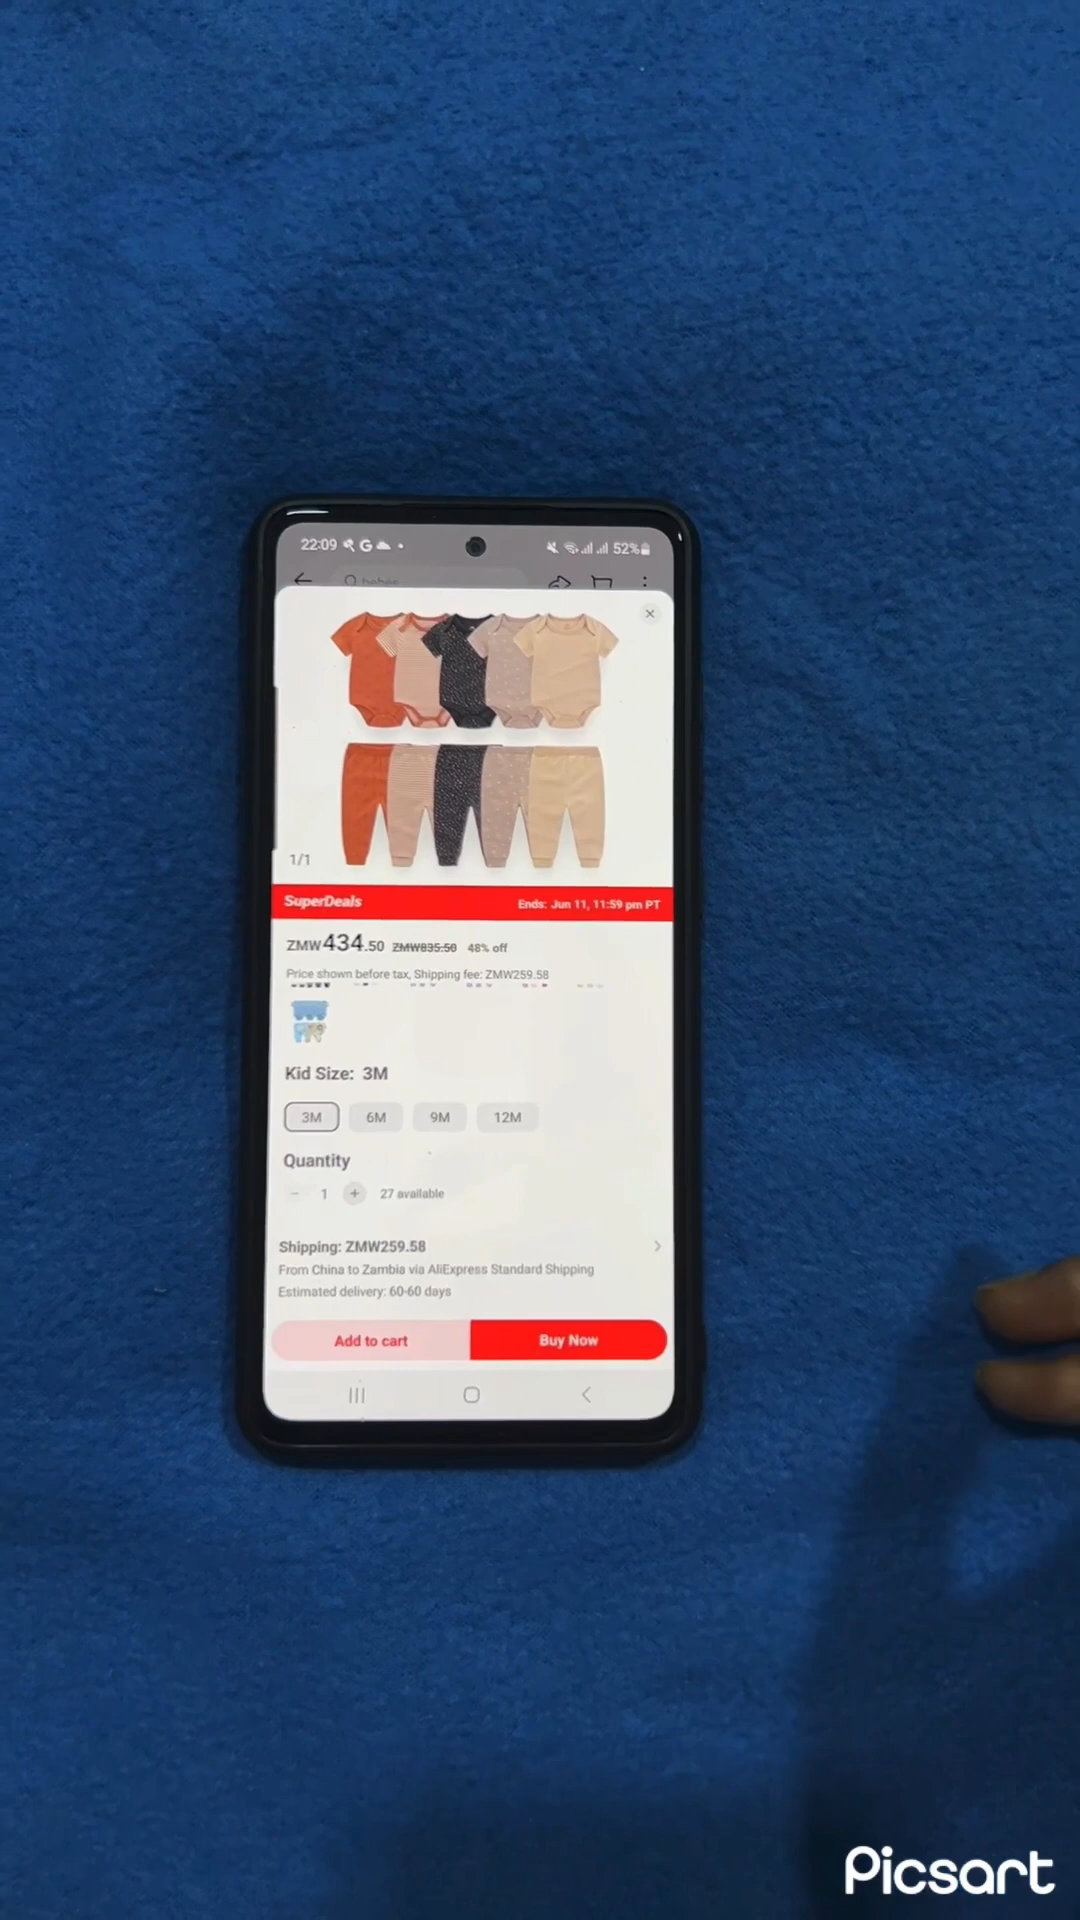 22:09 G 52%
1/1
SuperDeals Ends: Jun 11, 11:59 pm PT
ZMW434.50 ZMW835.50 48% off
Price shown before tax, Shipping fee: ZMW259.58
Kid Size: 3M
3M 6M 9M 12M
Quantity
− 1 + 27 available
Shipping: ZMW259.58
From China to Zambia via AliExpress Standard Shipping
Estimated delivery: 60-60 days
Add to cart Buy Now
Picsart